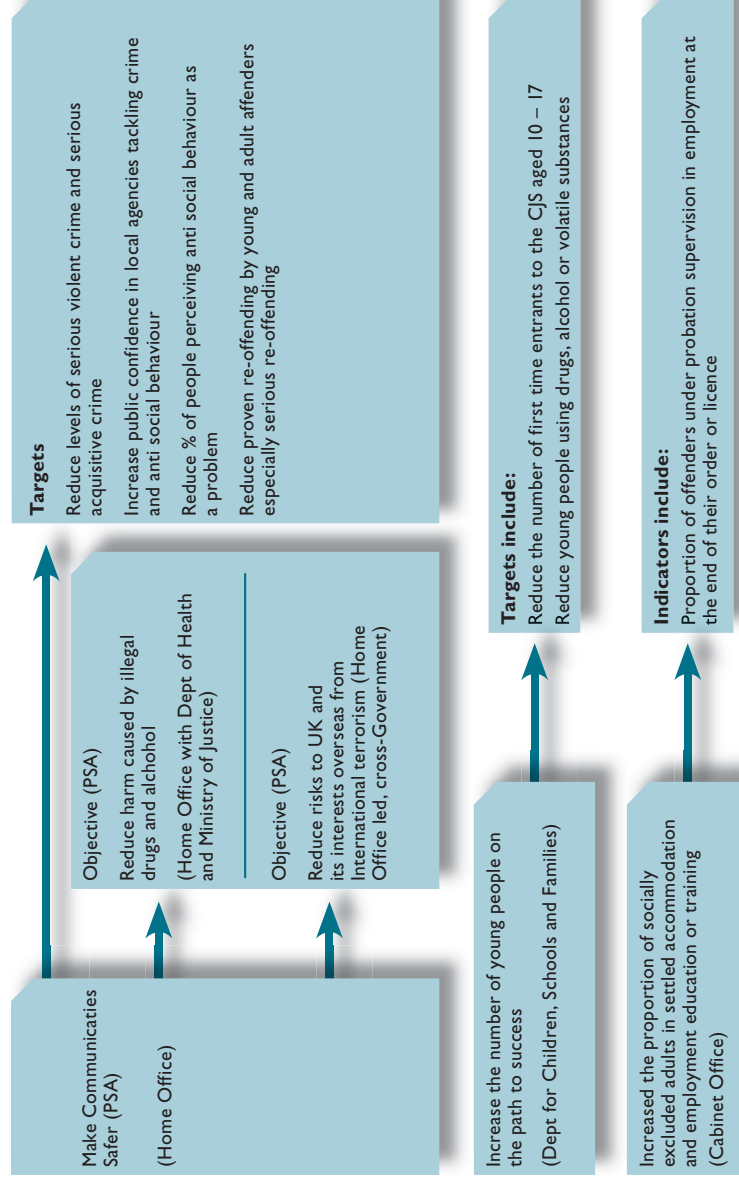 Make Communicaties
Safer (PSA)
(Home Office)
Objective (PSA)
Reduce harm caused by illegal
drugs and alchohol
(Home Office with Dept of Health
and Ministry of Justice)
Objective (PSA)
Reduce risks to UK and
its interests overseas from
International terrorism (Home
Office led, cross-Government)
Targets
Reduce levels of serious violent crime and serious
acquisitive crime
Increase public confidence in local agencies tackling crime
and anti social behaviour
Reduce % of people perceiving anti social behaviour as
a problem
Reduce proven re-offending by young and adult affenders
especially serious re-offending
Increase the number of young people on
the path to success
(Dept for Children, Schools and Families)
Targets include:
Reduce the number of first time entrants to the CJS aged 10 – 17
Reduce young people using drugs, alcohol or volatile substances
Increased the proportion of socially
excluded adults in settled accommodation
and employment education or training
(Cabinet Office)
Indicators include:
Proportion of offenders under probation supervision in employment at
the end of their order or licence